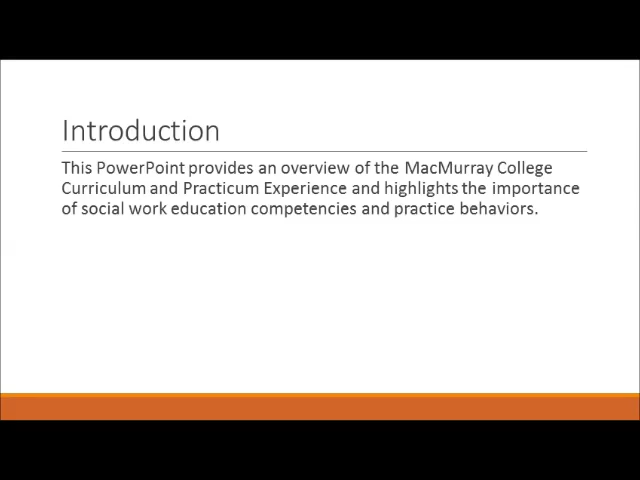 Introduction
This PowerPoint provides an overview of the MacMurray College
Curriculum and Practicum Experience and highlights the importance
of social work education competencies and practice behaviors.